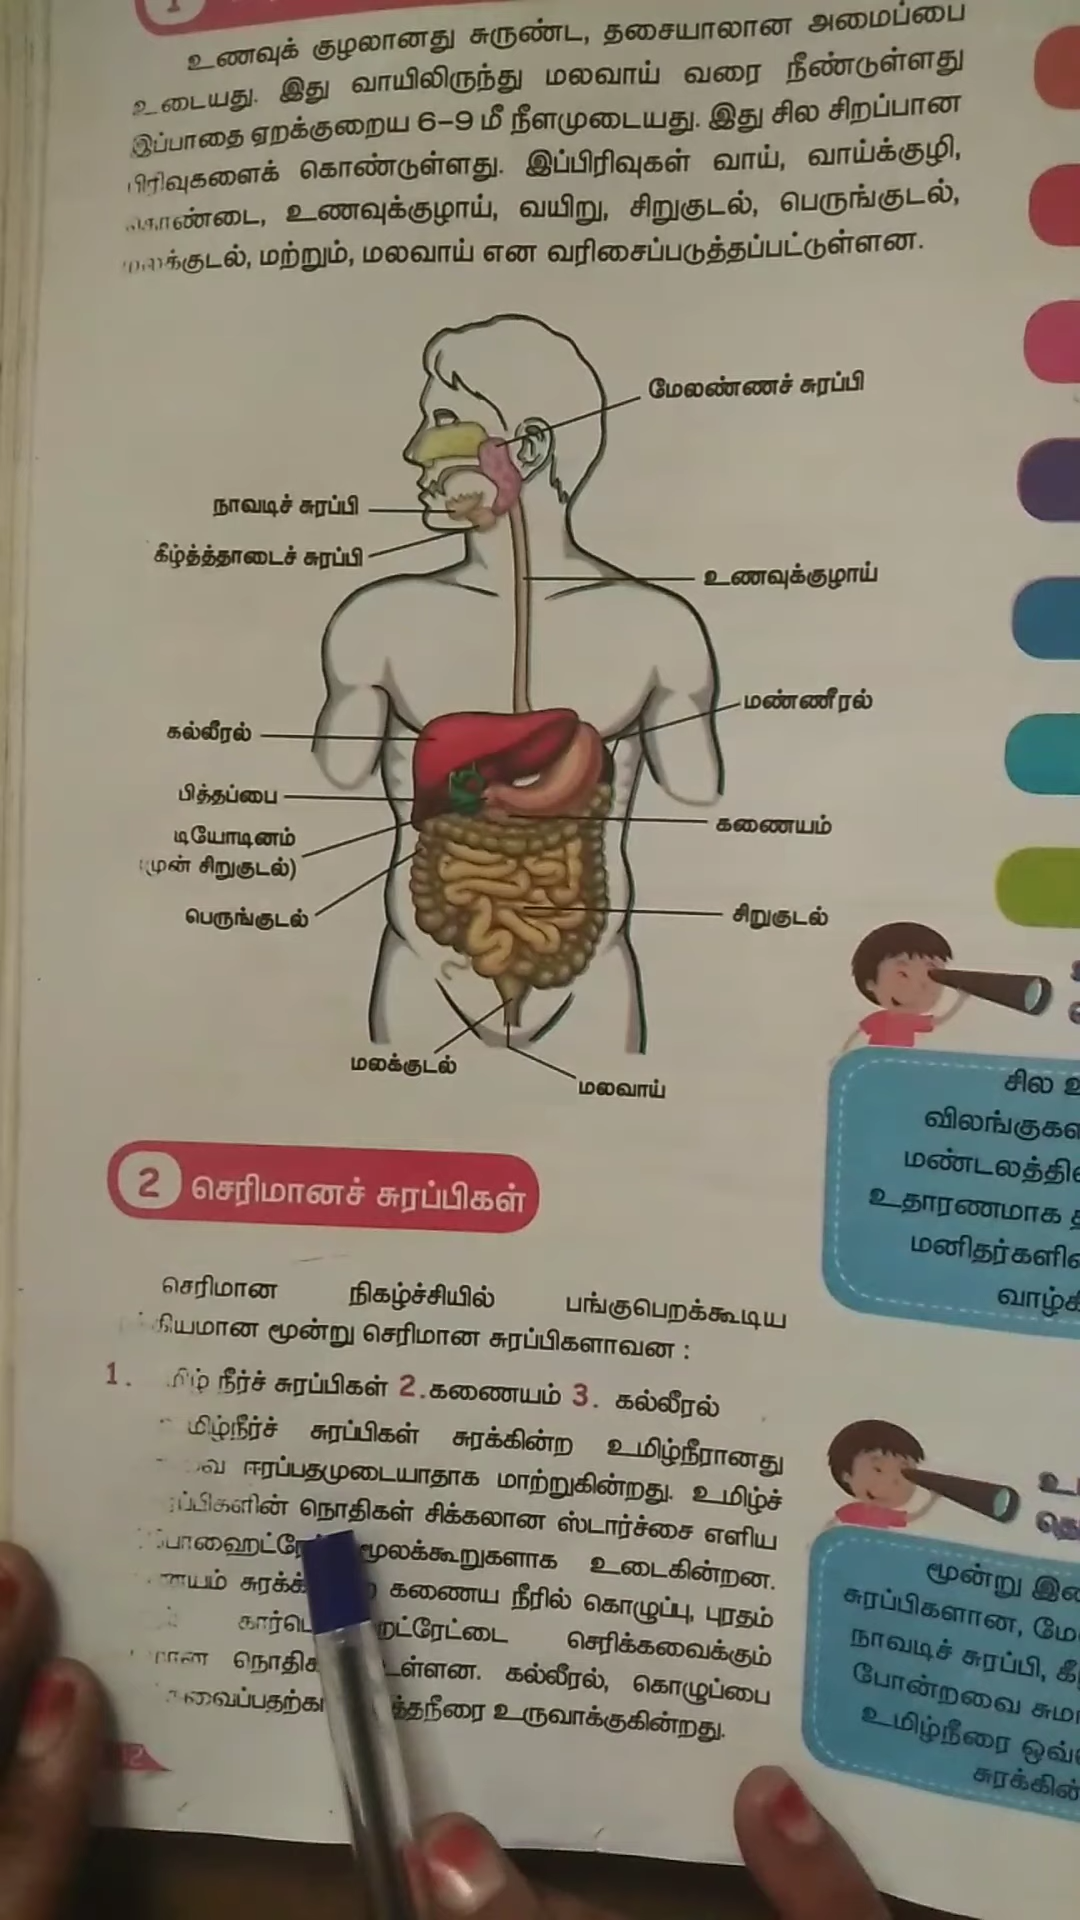 1
உணவுக் குழலானது சுருண்ட, தசையாலான அமைப்பை
உடையது. இது வாயிலிருந்து மலவாய் வரை நீண்டுள்ளது
இப்பாதை ஏறக்குறைய 6-9 மீ நீளமுடையது. இது சில சிறப்பான
பிரிவுகளைக் கொண்டுள்ளது. இப்பிரிவுகள் வாய், வாய்க்குழி,
உணவுக்குழாய், வயிறு, சிறுகுடல், பெருங்குடல்,
மலக்குடல், மற்றும், மலவாய் என வரிசைப்படுத்தப்பட்டுள்ளன.
மேலண்ணச் சுரப்பி
நாவடிச் சுரப்பி
கீழ்த்த்தாடைச் சுரப்பி
உணவுக்குழாய்
மண்ணீரல்
கல்லீரல்
பித்தப்பை
கணையம்
டியோடினம்
முன் சிறுகுடல்)
பெருங்குடல்
சிறுகுடல்
மலக்குடல்
மலவாய்
2 செரிமானச் சுரப்பிகள்
செரிமான நிகழ்ச்சியில் பங்குபெறக்கூடிய
மூன்று செரிமான சுரப்பிகளாவன :
1. நீர்ச் சுரப்பிகள் 2.கணையம் 3. கல்லீரல்
சுரப்பிகள் சுரக்கின்ற உமிழ்நீரானது
ஈரப்பதமுடையாதாக மாற்றுகின்றது. உமிழ்ச்
நொதிகள் சிக்கலான ஸ்டார்ச்சை எளிய
மூலக்கூறுகளாக உடைகின்றன.
கணைய நீரில் கொழுப்பு, புரதம்
செரிக்கவைக்கும்
கல்லீரல், கொழுப்பை
உருவாக்குகின்றது.
12
சில
விலங்குக
மண்டலத்தி
உதாரணமாக
மனிதர்களி
வாழ்
மூன்று
சுரப்பிகளான, மே
நாவடிச் சுரப்பி, கீ
போன்றவை
உமிழ்நீரை
சுரக்கின்